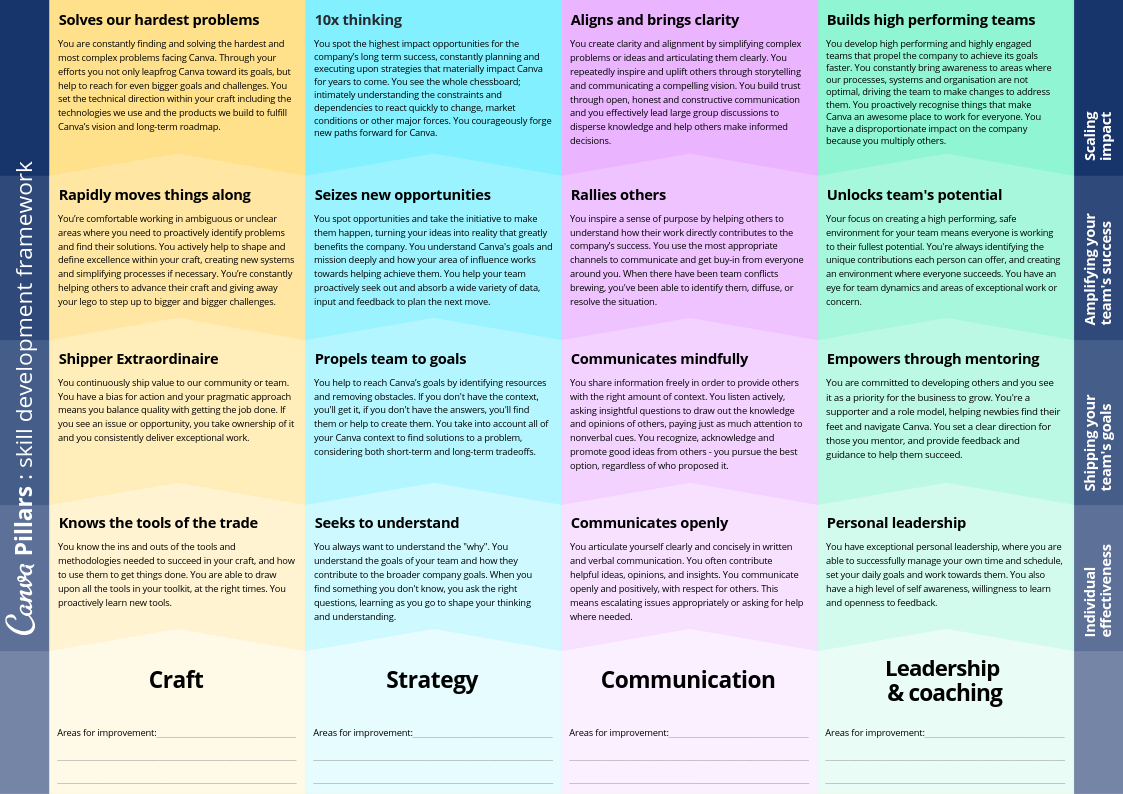 Canva Pillars : skill development framework
Solves our hardest problems
You are constantly finding and solving the hardest and
most complex problems facing Canva. Through your
efforts you not only leapfrog Canva toward its goals, but
help to reach for even bigger goals and challenges. You
set the technical direction within your craft including the
technologies we use and the products we build to fulfill
Canva's vision and long-term roadmap.
10x thinking
You spot the highest impact opportunities for the
company's long term success, constantly planning and
executing upon strategies that materially impact Canva
for years to come. You see the whole chessboard;
intimately understanding the constraints and
dependencies to react quickly to change, market
conditions or other major forces. You courageously forge
new paths forward for Canva.
Aligns and brings clarity
You create clarity and alignment by simplifying complex
problems or ideas and articulating them clearly. You
repeatedly inspire and uplift others through storytelling
and communicating a compelling vision. You build trust
through open, honest and constructive communication
and you effectively lead large group discussions to
disperse knowledge and help others make informed
decisions.
Builds high performing teams
You develop high performing and highly engaged
teams that propel the company to achieve its goals
faster. You constantly bring awareness to areas where
our processes, systems and organisation are not
optimal, driving the team to make changes to address
them. You proactively recognise things that make
Canva an awesome place to work for everyone. You
have a disproportionate impact on the company
because you multiply others.
Scaling
impact
Rapidly moves things along
You're comfortable working in ambiguous or unclear
areas where you need to proactively identify problems
and find their solutions. You actively help to shape and
define excellence within your craft, creating new systems
and simplifying processes if necessary. You're constantly
helping others to advance their craft and giving away
your lego to step up to bigger and bigger challenges.
Seizes new opportunities
You spot opportunities and take the initiative to make
them happen, turning your ideas into reality that greatly
benefits the company. You understand Canva's goals and
mission deeply and how your area of influence works
towards helping achieve them. You help your team
proactively seek out and absorb a wide variety of data,
input and feedback to plan the next move.
Rallies others
You inspire a sense of purpose by helping others to
understand how their work directly contributes to the
company's success. You use the most appropriate
channels to communicate and get buy-in from everyone
around you. When there have been team conflicts
brewing, you've been able to identify them, diffuse, or
resolve the situation.
Unlocks team's potential
Your focus on creating a high performing, safe
environment for your team means everyone is working
to their fullest potential. You're always identifying the
unique contributions each person can offer, and creating
an environment where everyone succeeds. You have an
eye for team dynamics and areas of exceptional work or
concern.
Amplifying your
team's success
Shipper Extraordinaire
You continuously ship value to our community or team.
You have a bias for action and your pragmatic approach
means you balance quality with getting the job done. If
you see an issue or opportunity, you take ownership of it
and you consistently deliver exceptional work.
Propels team to goals
You help to reach Canva's goals by identifying resources
and removing obstacles. If you don't have the context,
you'll get it, if you don't have the answers, you'll find
them or help to create them. You take into account all of
your Canva context to find solutions to a problem,
considering both short-term and long-term tradeoffs.
Communicates mindfully
You share information freely in order to provide others
with the right amount of context. You listen actively,
asking insightful questions to draw out the knowledge
and opinions of others, paying just as much attention to
nonverbal cues. You recognize, acknowledge and
promote good ideas from others - you pursue the best
option, regardless of who proposed it.
Empowers through mentoring
You are committed to developing others and you see
it as a priority for the business to grow. You're a
supporter and a role model, helping newbies find their
feet and navigate Canva. You set a clear direction for
those you mentor, and provide feedback and
guidance to help them succeed.
Shipping your
team's goals
Knows the tools of the trade
You know the ins and outs of the tools and
methodologies needed to succeed in your craft, and how
to use them to get things done. You are able to draw
upon all the tools in your toolkit, at the right times. You
proactively learn new tools.
Seeks to understand
You always want to understand the "why". You
understand the goals of your team and how they
contribute to the broader company goals. When you
find something you don't know, you ask the right
questions, learning as you go to shape your thinking
and understanding.
Communicates openly
You articulate yourself clearly and concisely in written
and verbal communication. You often contribute
helpful ideas, opinions, and insights. You communicate
openly and positively, with respect for others. This
means escalating issues appropriately or asking for help
where needed.
Personal leadership
You have exceptional personal leadership, where you are
able to successfully manage your own time and schedule,
set your daily goals and work towards them. You also
have a high level of self awareness, willingness to learn
and openness to feedback.
Individual
effectiveness
Craft
Strategy
Communication
Leadership
& coaching
Areas for improvement:
Areas for improvement:
Areas for improvement:
Areas for improvement: